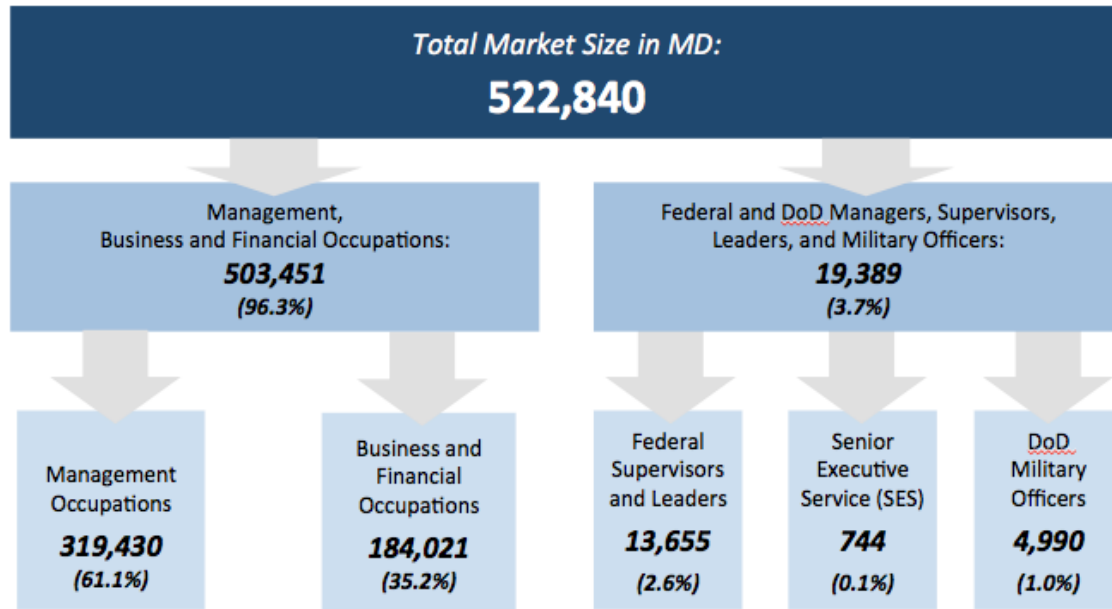 Total Market Size in MD:
522,840
Management,
Business and Financial Occupations:
503,451
(96.3%)
Federal and DoD Managers, Supervisors,
Leaders, and Military Officers:
19,389
(3.7%)
Management
Occupations
319,430
(61.1%)
Business and
Financial
Occupations
184,021
(35.2%)
Federal
Supervisors
and Leaders
13,655
(2.6%)
Senior
Executive
Service (SES)
744
(0.1%)
DoD
Military
Officers
4,990
(1.0%)